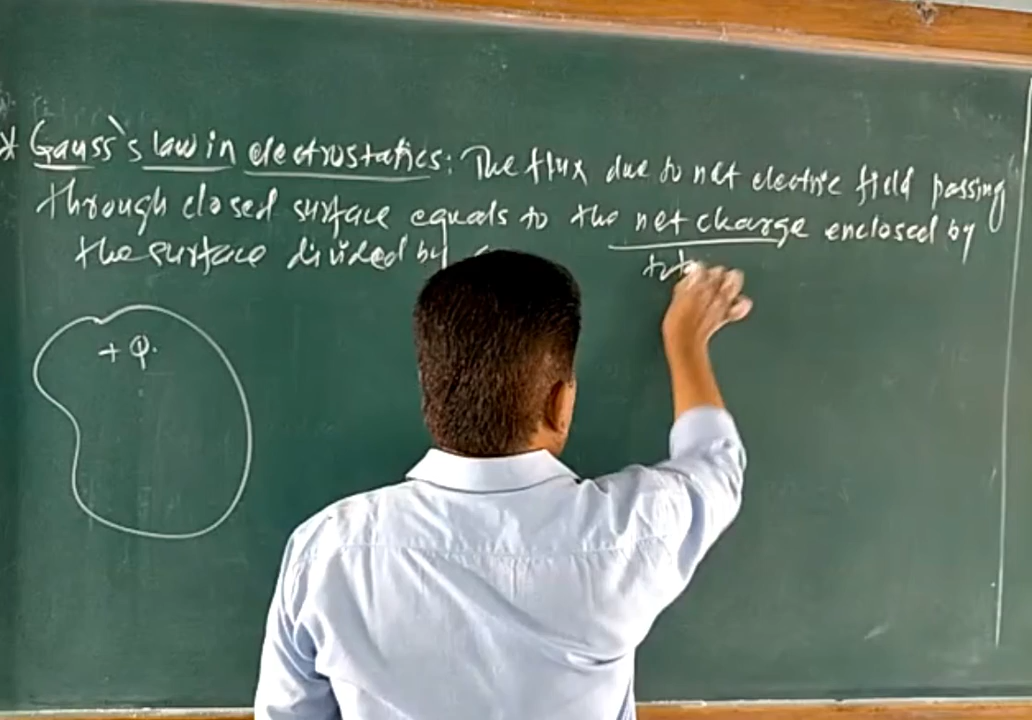 * Gauss's law in electrostatics: The flux due to net electric field passing
through closed surface equals to the net charge enclosed by
the surface divided by
+ Q.